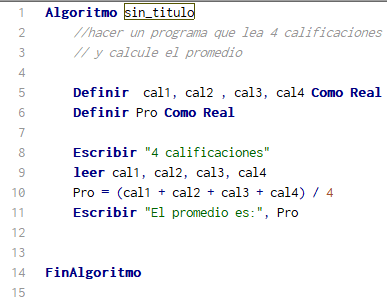 1 Algoritmo sin_titulo
2 //hacer un programa que lea 4 calificaciones
3 // y calcule el promedio
4
5 Definir  cal1, cal2 , cal3, cal4 Como Real
6 Definir Pro Como Real
7
8 Escribir "4 calificaciones"
9 leer cal1, cal2, cal3, cal4
10 Pro = (cal1 + cal2 + cal3 + cal4) / 4
11 Escribir "El promedio es:", Pro
12
13
14 FinAlgoritmo
15